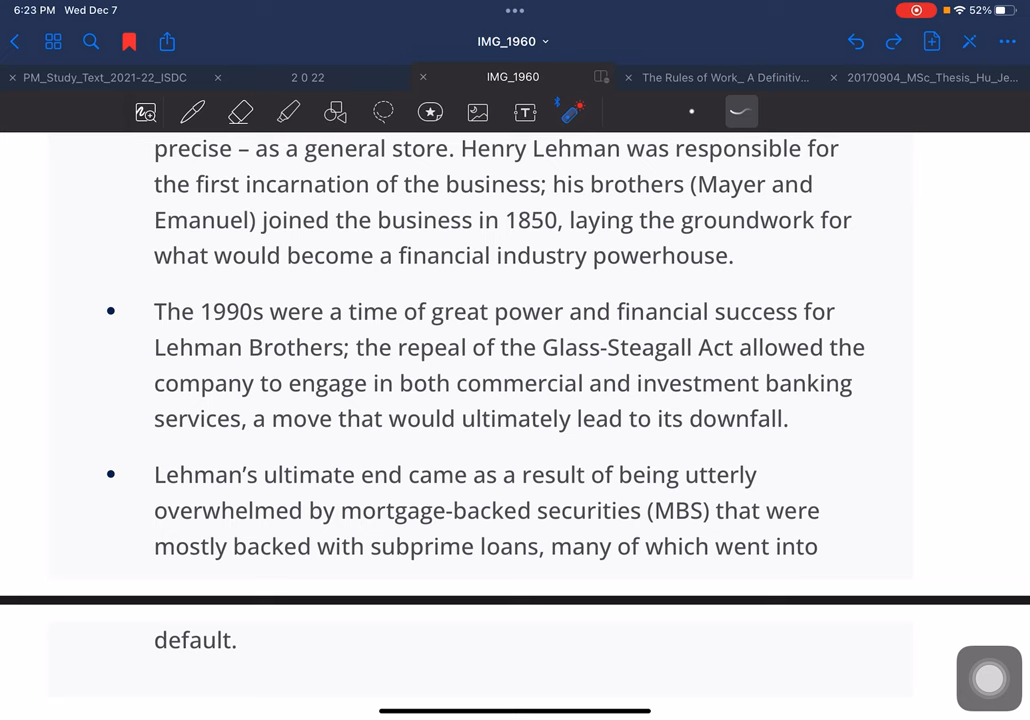 6:23 PM Wed Dec 7
52%
IMG_1960
PM_Study_Text_2021-22_ISDC
2 0 22
IMG_1960
The Rules of Work_ A Definitiv...
20170904_MSc_Thesis_Hu_Je...
precise – as a general store. Henry Lehman was responsible for
the first incarnation of the business; his brothers (Mayer and
Emanuel) joined the business in 1850, laying the groundwork for
what would become a financial industry powerhouse.
• The 1990s were a time of great power and financial success for
Lehman Brothers; the repeal of the Glass-Steagall Act allowed the
company to engage in both commercial and investment banking
services, a move that would ultimately lead to its downfall.
• Lehman’s ultimate end came as a result of being utterly
overwhelmed by mortgage-backed securities (MBS) that were
mostly backed with subprime loans, many of which went into
default.